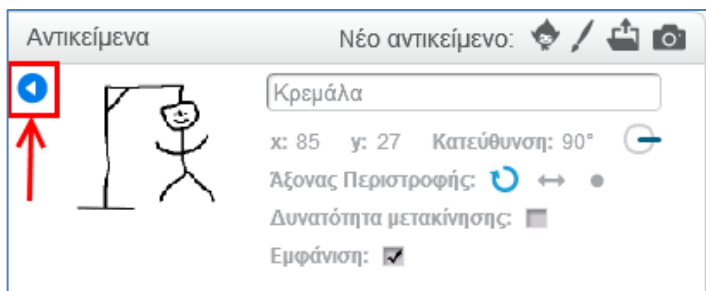 Αντικείμενα Νέο αντικείμενο:
Κρεμάλα
x: 85 y: 27 Κατεύθυνση: 90°
Άξονας Περιστροφής:
Δυνατότητα μετακίνησης:
Εμφάνιση: